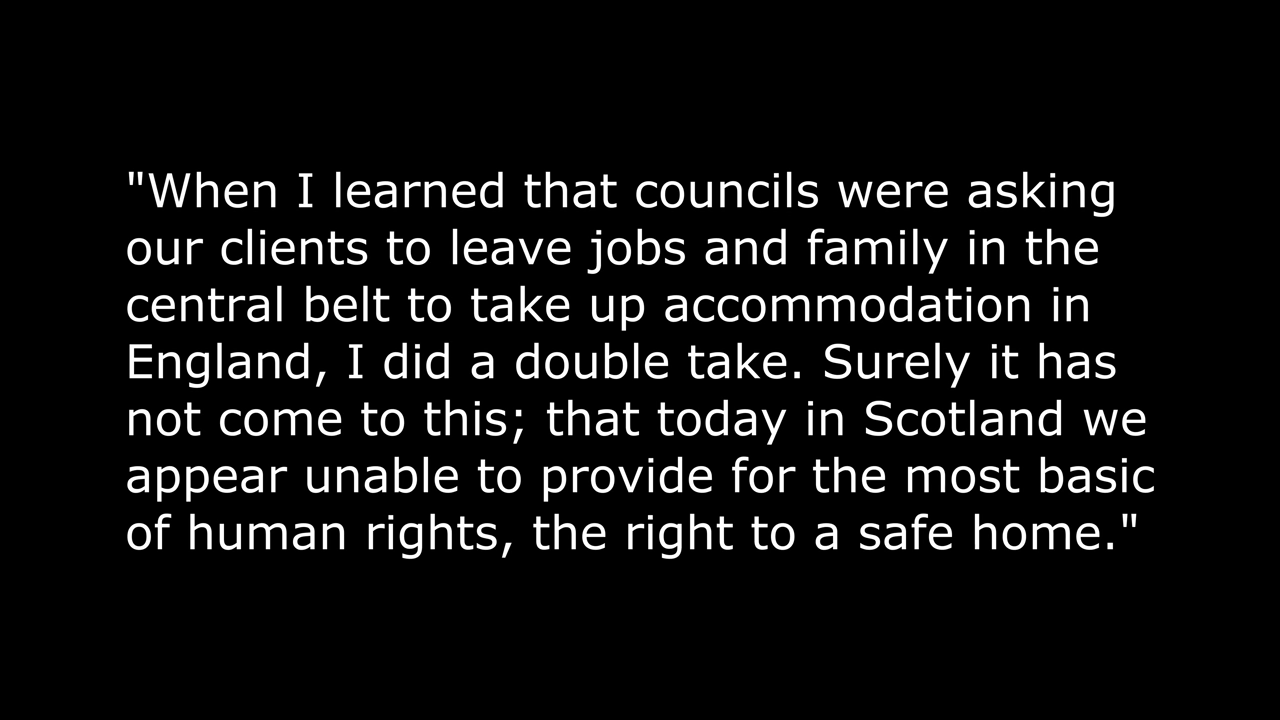 "When I learned that councils were asking
our clients to leave jobs and family in the
central belt to take up accommodation in
England, I did a double take. Surely it has
not come to this; that today in Scotland we
appear unable to provide for the most basic
of human rights, the right to a safe home."